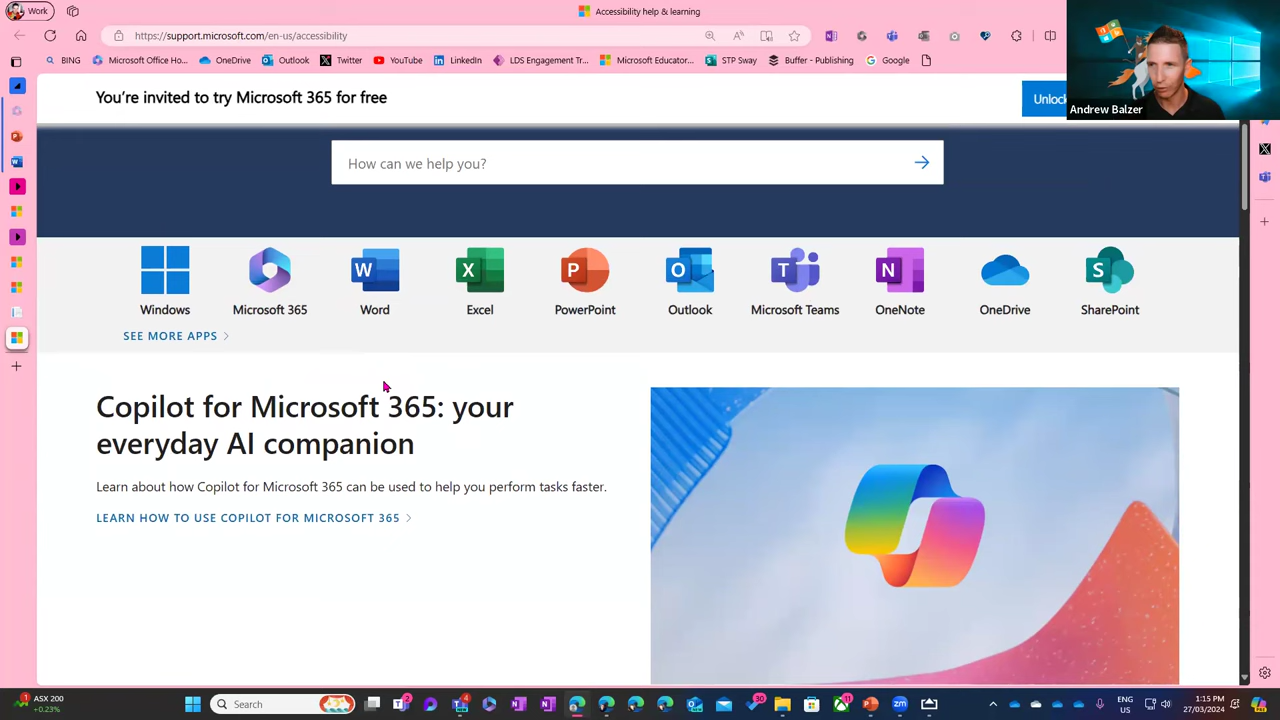 Work
Accessibility help & learning
https://support.microsoft.com/en-us/accessibility
BING
Microsoft Office Ho...
OneDrive
Outlook
YouTube
Twitter
LinkedIn
LDS Engagement Tr...
Microsoft Educator...
STP Sway
Buffer - Publishing
Google
Andrew Balzer
You're invited to try Microsoft 365 for free
Unloc
How can we help you?
Windows
Microsoft 365
Word
Excel
PowerPoint
Outlook
Microsoft Teams
OneNote
OneDrive
SharePoint
SEE MORE APPS
Copilot for Microsoft 365: your
everyday AI companion
Learn about how Copilot for Microsoft 365 can be used to help you perform tasks faster.
LEARN HOW TO USE COPILOT FOR MICROSOFT 365
ASX 200
+0.23%
Search
ENG
US
1:15 PM
27/03/2024